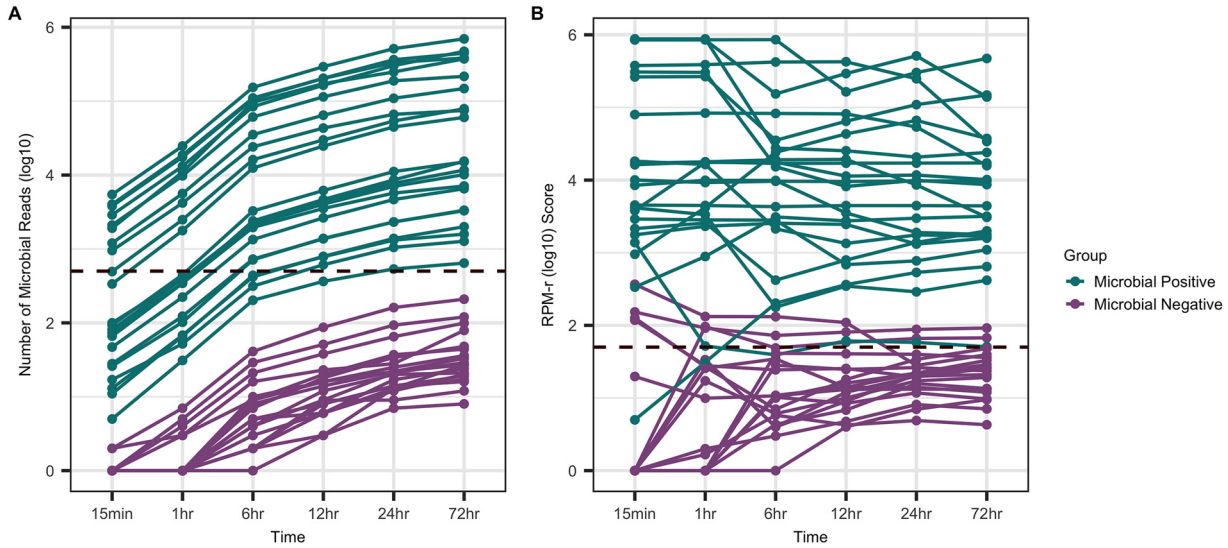 A
Number of Microbial Reads (log10)
6
4
2
0
15min 1hr 6hr 12hr 24hr 72hr
Time
B
RPM-r (log10) Score
6
4
2
0
15min 1hr 6hr 12hr 24hr 72hr
Time
Group
Microbial Positive
Microbial Negative